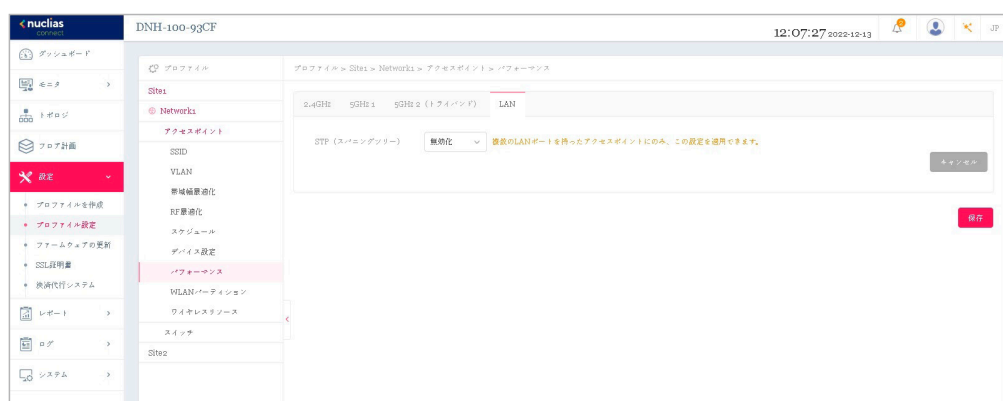 nuclias
connect
DNH-100-93CF
12:07:27 2022-12-13
2
JP
ダッシュボード
モニタ
トポロジ
フロア計画
設定
プロファイルを作成
プロファイル設定
ファームウェアの更新
SSL証明書
決済代行システム
レポート
ログ
システム
プロファイル
Site1
Network1
アクセスポイント
SSID
VLAN
帯域幅最適化
RF最適化
スケジュール
デバイス設定
パフォーマンス
WLANパーティション
ワイヤレスリソース
スイッチ
Site2
プロファイル > Site1 > Network1 > アクセスポイント > パフォーマンス
2.4GHz 5GHz 1 5GHz 2（トライバンド） LAN
STP（スパニングツリー） 無効化 複数のLANポートを持ったアクセスポイントにのみ、この設定を適用できます。
キャンセル
保存